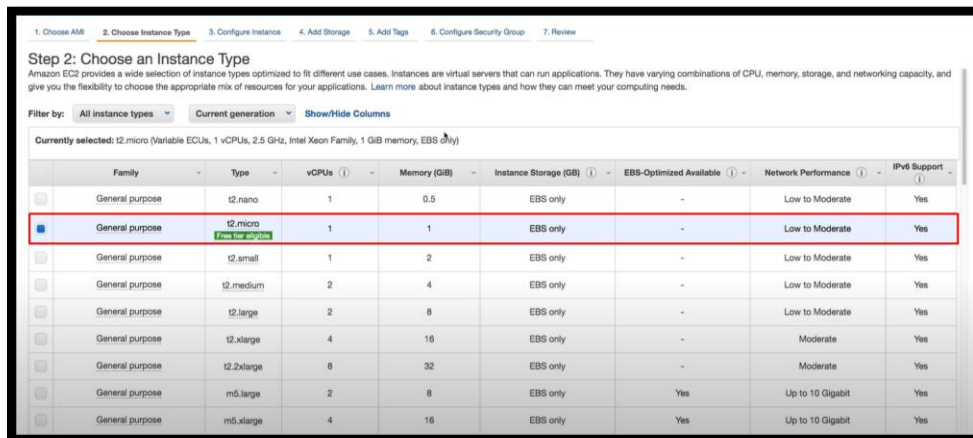 1. Choose AMI 2. Choose Instance Type 3. Configure Instance 4. Add Storage 5. Add Tags 6. Configure Security Group 7. Review
Step 2: Choose an Instance Type
Amazon EC2 provides a wide selection of instance types optimized to fit different use cases. Instances are virtual servers that can run applications. They have varying combinations of CPU, memory, storage, and networking capacity, and
give you the flexibility to choose the appropriate mix of resources for your applications. Learn more about instance types and how they can meet your computing needs.
Filter by: All instance types Current generation Show/Hide Columns
Currently selected: t2.micro (Variable ECUs, 1 vCPUs, 2.5 GHz, Intel Xeon Family, 1 GiB memory, EBS only)
Family Type vCPUs Memory (GiB) Instance Storage (GB) EBS-Optimized Available Network Performance IPv6 Support
General purpose t2.nano 1 0.5 EBS only - Low to Moderate Yes
General purpose t2.micro 1 1 EBS only - Low to Moderate Yes
Free tier eligible
General purpose t2.small 1 2 EBS only - Low to Moderate Yes
General purpose t2.medium 2 4 EBS only - Low to Moderate Yes
General purpose t2.large 2 8 EBS only - Low to Moderate Yes
General purpose t2.xlarge 4 16 EBS only - Moderate Yes
General purpose t2.2xlarge 8 32 EBS only - Moderate Yes
General purpose m5.large 2 8 EBS only Yes Up to 10 Gigabit Yes
General purpose m5.xlarge 4 16 EBS only Yes Up to 10 Gigabit Yes